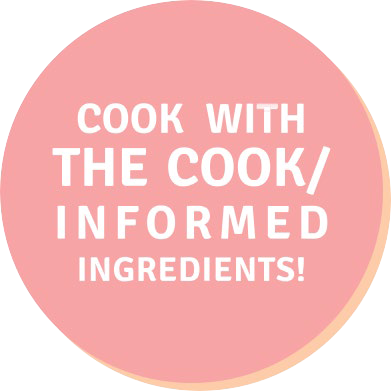 COOK WITH
THE COOK/
INFORMED
INGREDIENTS!